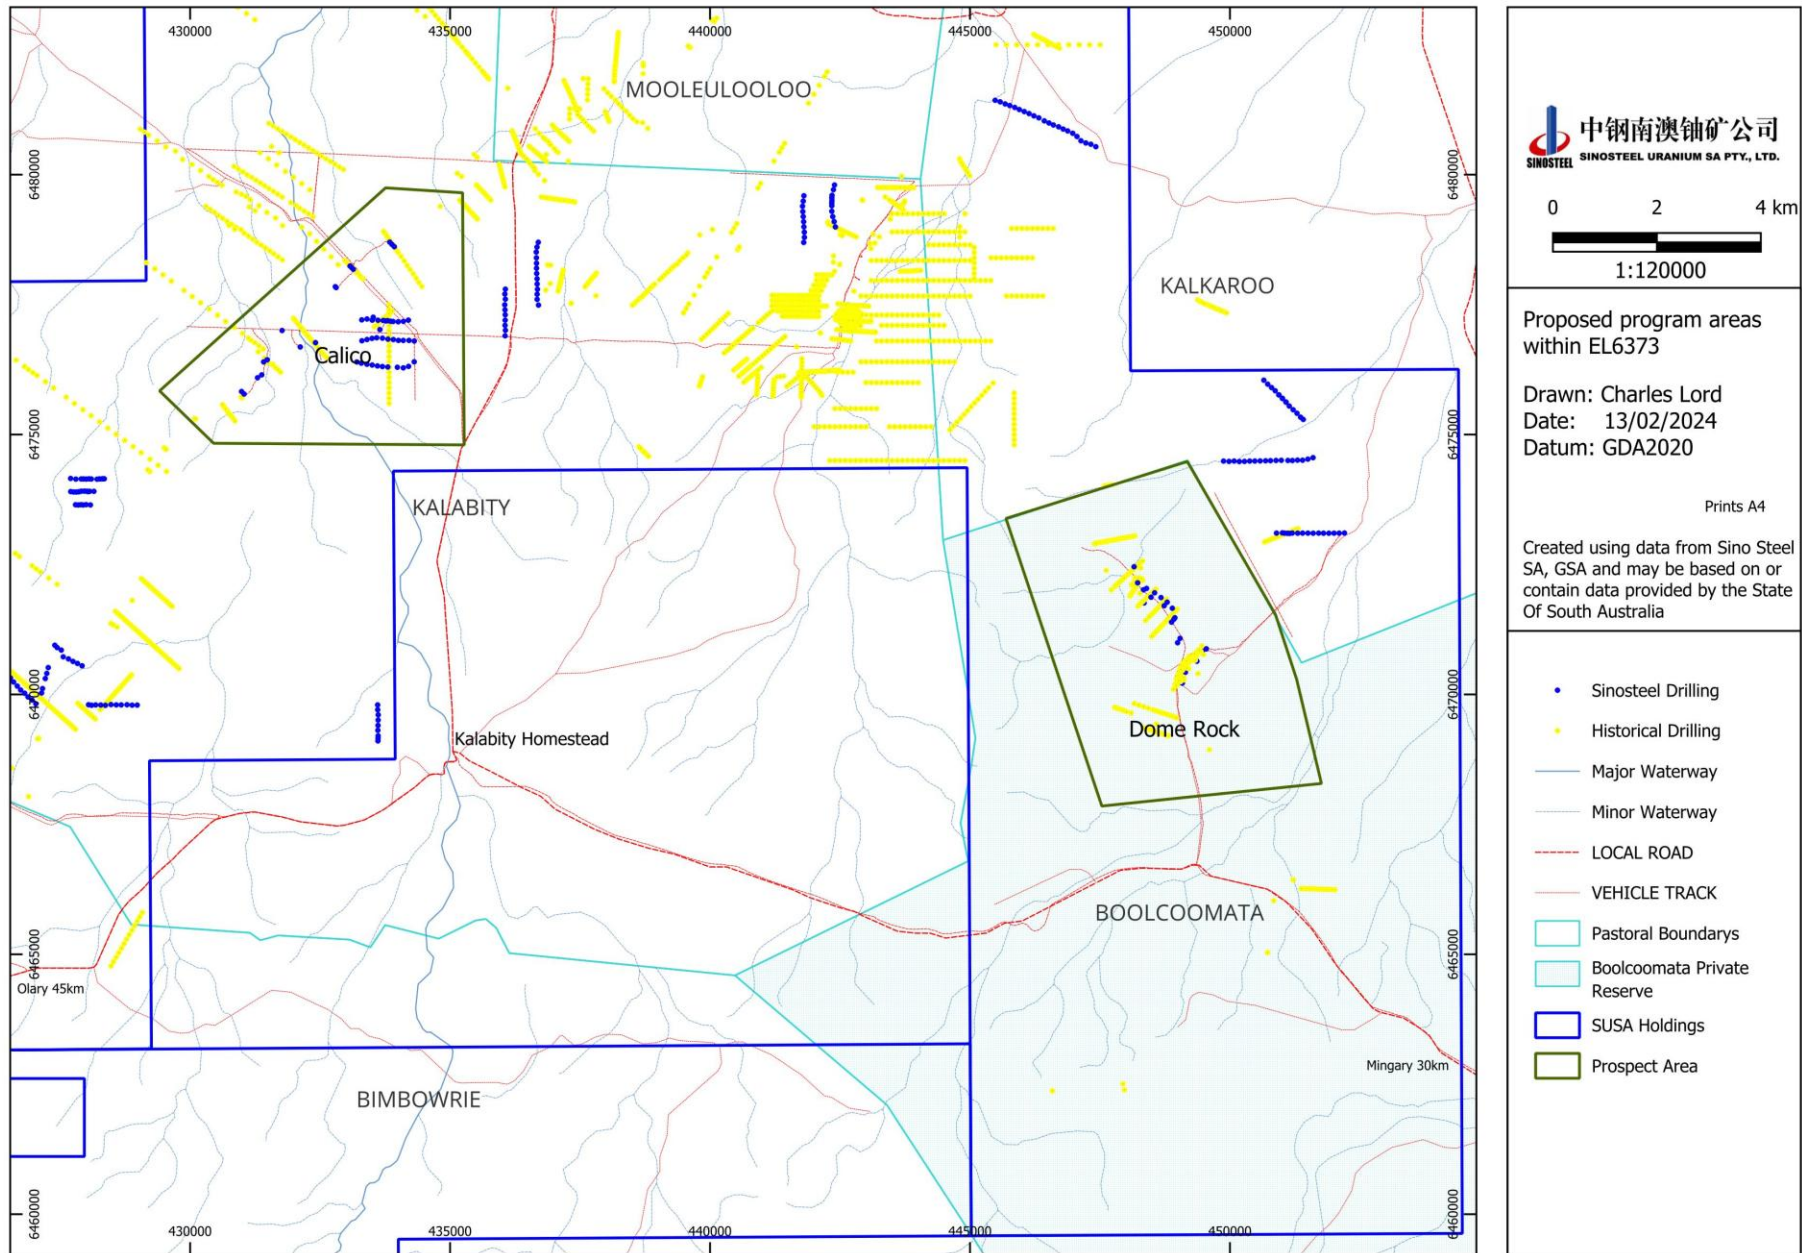 430000
435000
440000
445000
450000
MOOLEULOOLOO
6480000
6480000
KALKAROO
Calico
6475000
6475000
KALABITY
6470000
6470000
Dome Rock
Kalabity Homestead
BOOLCOOMATA
6465000
6465000
Olary 45km
Mingary 30km
BIMBOWRIE
6460000
6460000
430000
435000
440000
445000
450000
中钢南澳铀矿公司
SINOSTEEL
SINOSTEEL URANIUM SA PTY., LTD.
0 2 4 km
1:120000
Proposed program areas
within EL6373
Drawn: Charles Lord
Date: 13/02/2024
Datum: GDA2020
Prints A4
Created using data from Sino Steel
SA, GSA and may be based on or
contain data provided by the State
Of South Australia
Sinosteel Drilling
Historical Drilling
Major Waterway
Minor Waterway
LOCAL ROAD
VEHICLE TRACK
Pastoral Boundarys
Boolcoomata Private
Reserve
SUSA Holdings
Prospect Area